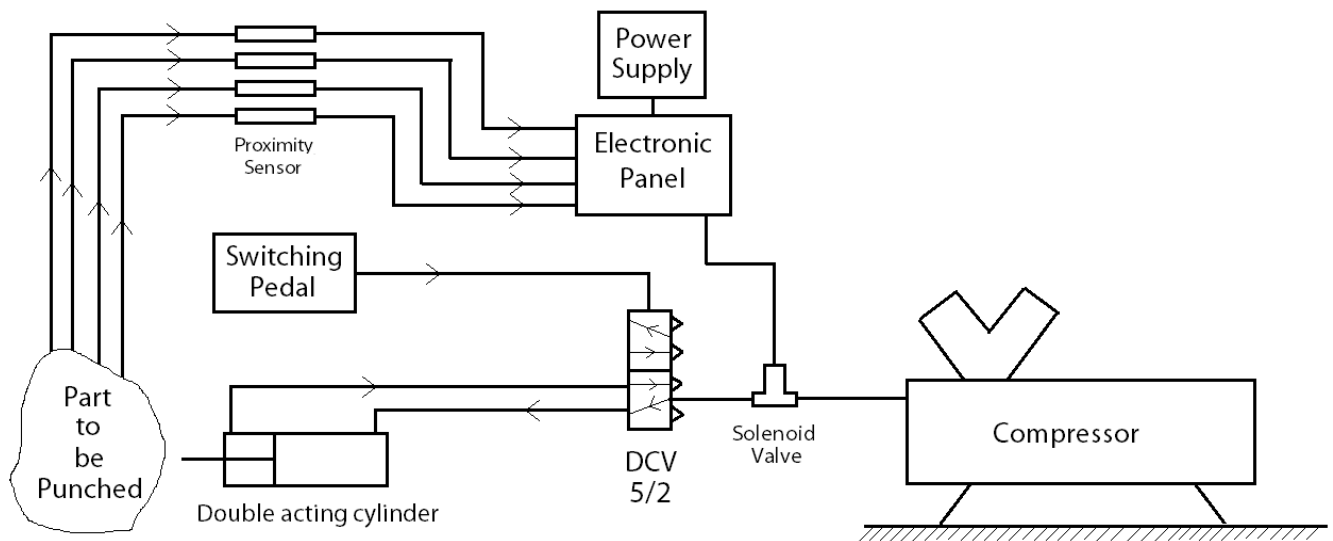 Power
Supply
Proximity
Sensor
Electronic
Panel
Switching
Pedal
Part
to
be
Punched
Double acting cylinder
DCV
5/2
Solenoid
Valve
Compressor